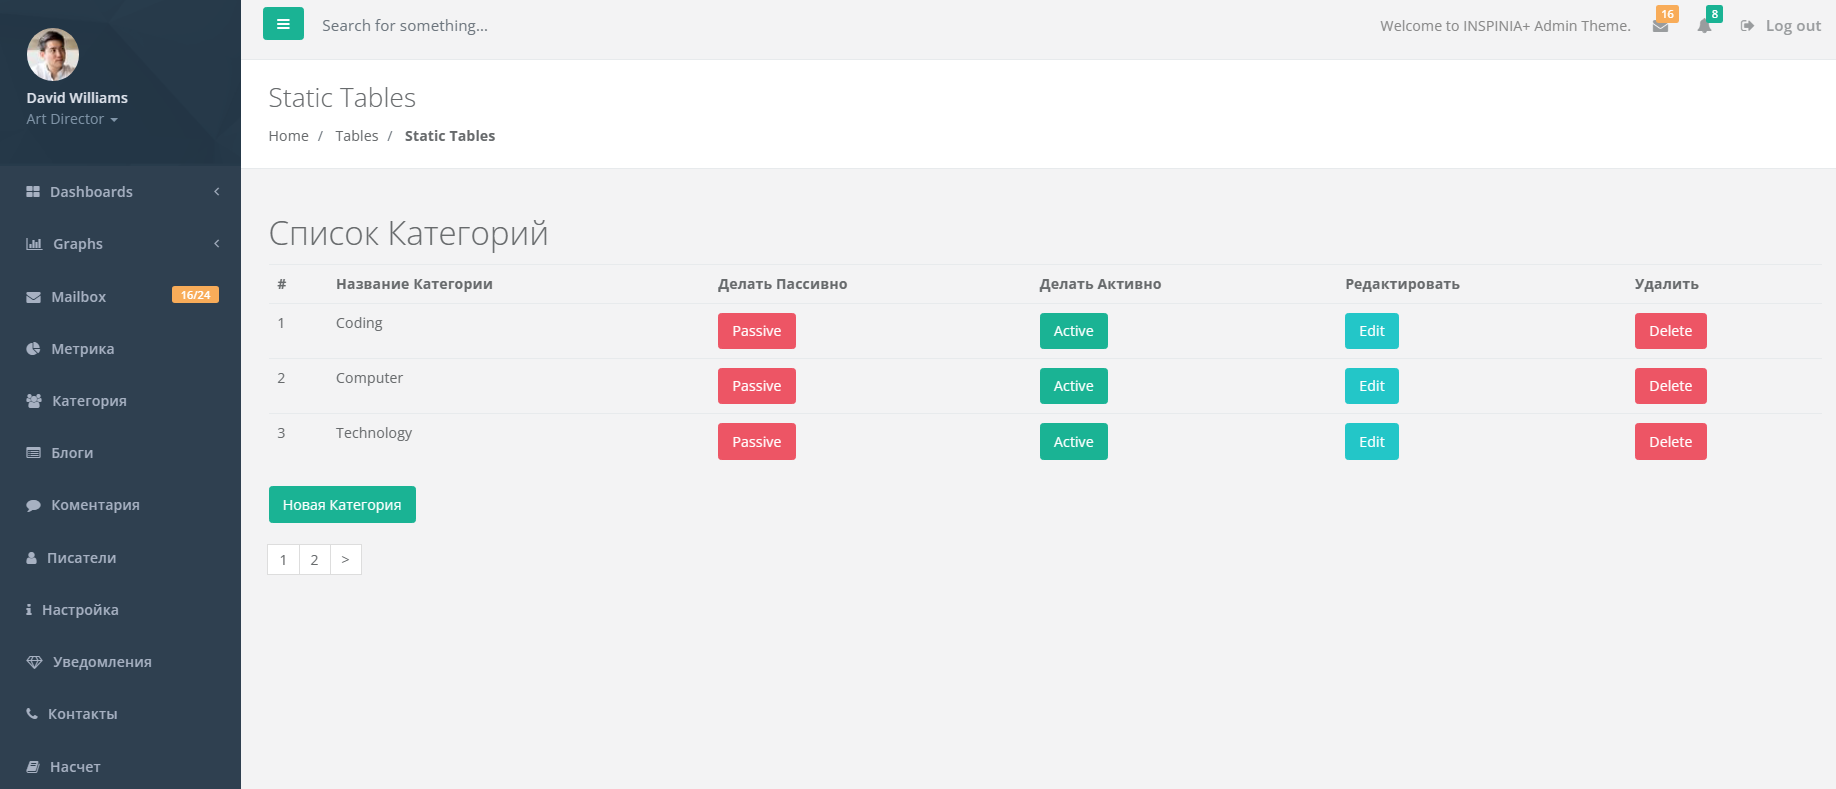 David Williams
Art Director
Dashboards
Graphs
Mailbox 16/24
Метрика
Категория
Блоги
Коментария
Писатели
Настройка
Уведомления
Контакты
Насчет
Search for something...
Welcome to INSPINIA+ Admin Theme. 16 8 Log out
Static Tables
Home / Tables / Static Tables
Список Категорий
# Название Категории Делать Пассивно Делать Активно Редактировать Удалить
1 Coding Passive Active Edit Delete
2 Computer Passive Active Edit Delete
3 Technology Passive Active Edit Delete
Новая Категория
1 2 >